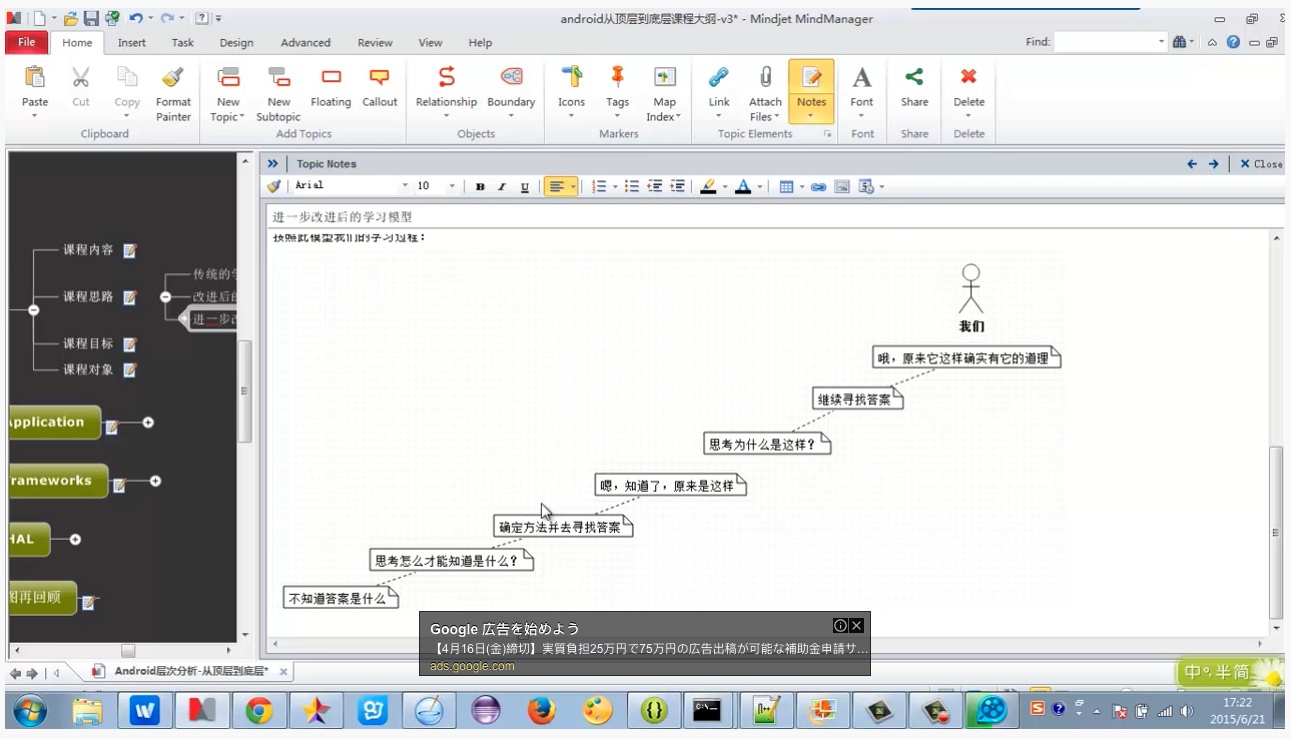 android从顶层到底层课程大纲-v3* - Mindjet MindManager
File Home Insert Task Design Advanced Review View Help Find:
Paste Cut Copy Format Painter New Topic New Subtopic Floating Callout Relationship Boundary Icons Tags Map Index Link Attach Files Notes Font Share Delete
Clipboard Add Topics Objects Markers Topic Elements Font Share Delete
Topic Notes Close
Arial 10 B I U A
进一步改进后的学习模型
按照此模型我们的学习过程：
课程内容
课程思路
课程目标
课程对象
传统的学
改进后的
进一步改
pplication
rameworks
HAL
图再回顾
我们
哦，原来它这样确实有它的道理
继续寻找答案
思考为什么是这样？
嗯，知道了，原来是这样
确定方法并去寻找答案
思考怎么才能知道是什么？
不知道答案是什么
Google 広告を始めよう
【4月16日(金)締切】実質負担25万円で75万円の広告出稿が可能な補助金申請サ...
ads.google.com
Android层次分析-从顶层到底层*
中 半简
17:22
2015/6/21